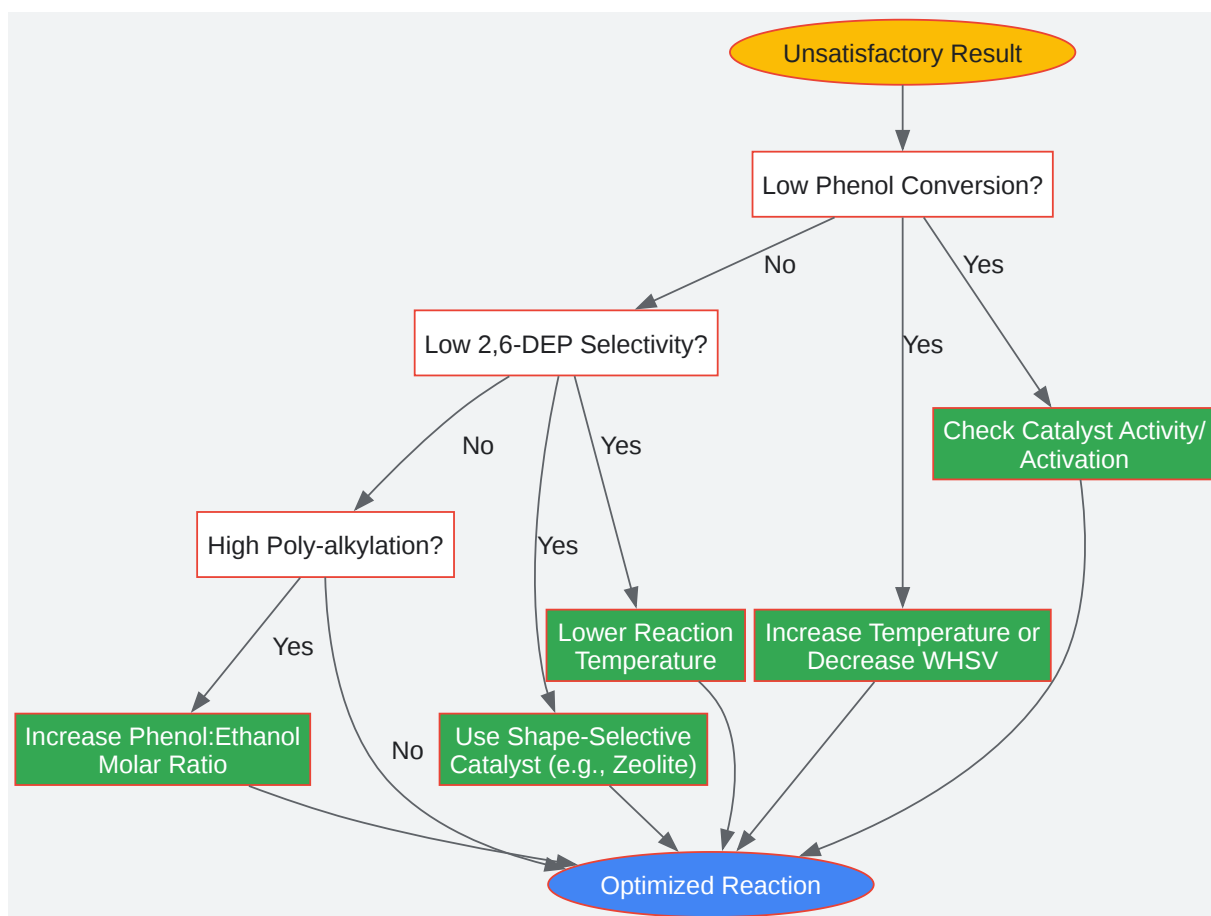 Unsatisfactory Result
Low Phenol Conversion?
No
Yes
Low 2,6-DEP Selectivity?
Yes
Check Catalyst Activity/
Activation
No
Yes
High Poly-alkylation?
Yes
Lower Reaction
Temperature
Increase Temperature or
Decrease WHSV
Yes
Increase Phenol:Ethanol
Molar Ratio
No
Use Shape-Selective
Catalyst (e.g., Zeolite)
Optimized Reaction